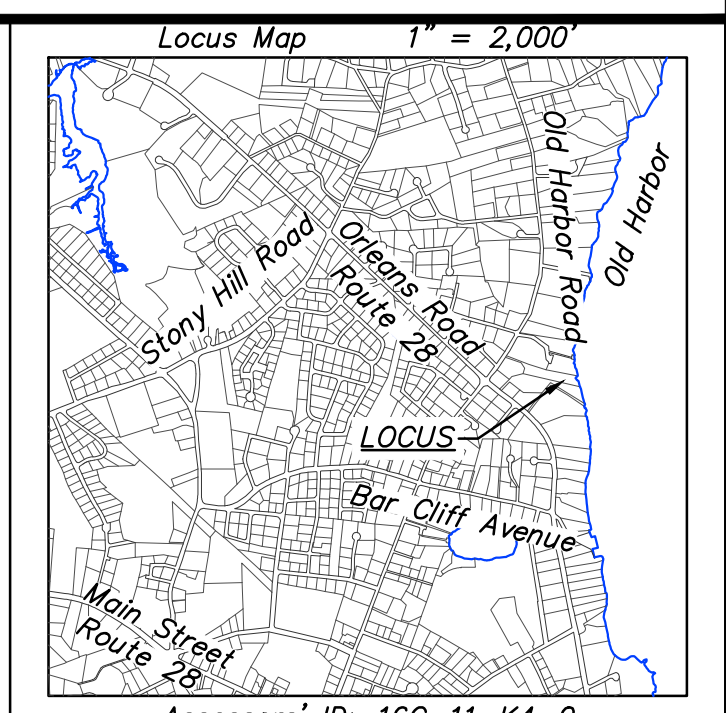 Locus Map 1" = 2,000'
Old Harbor Road
Old Harbor
Stony Hill Road
Orleans Road
Route 28
LOCUS
Bar Cliff Avenue
Main Street
Route 28